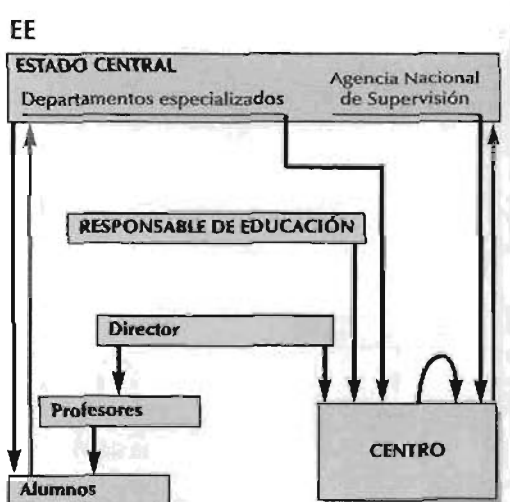 EE
ESTADO CENTRAL
Departamentos especializados
Agencia Nacional
de Supervisión
RESPONSABLE DE EDUCACIÓN
Director
Profesores
CENTRO
Alumnos